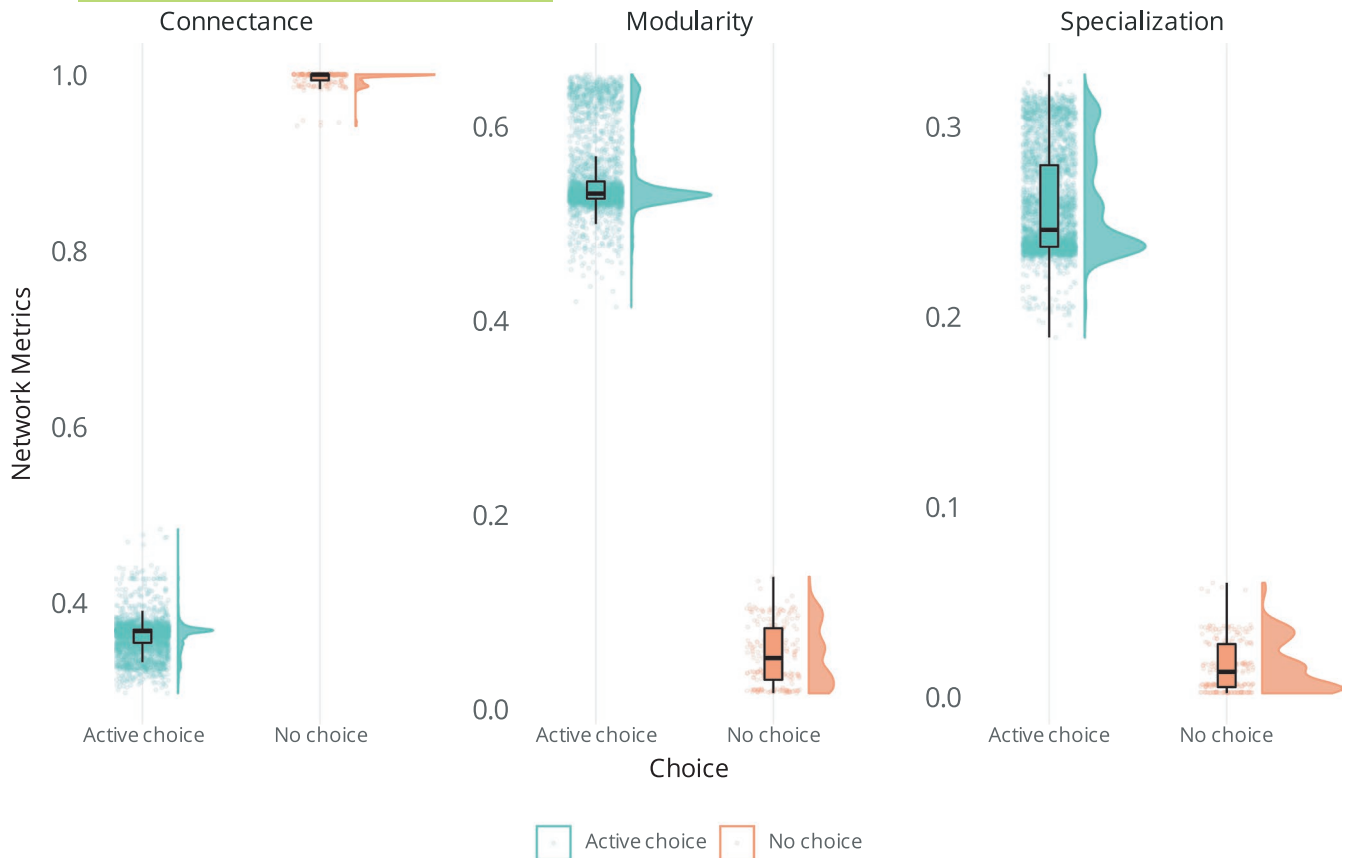 Connectance
Modularity
Specialization
Network Metrics
1.0
0.8
0.6
0.4
0.6
0.4
0.2
0.0
0.3
0.2
0.1
0.0
Active choice
No choice
Active choice
No choice
Active choice
No choice
Choice
Active choice
No choice